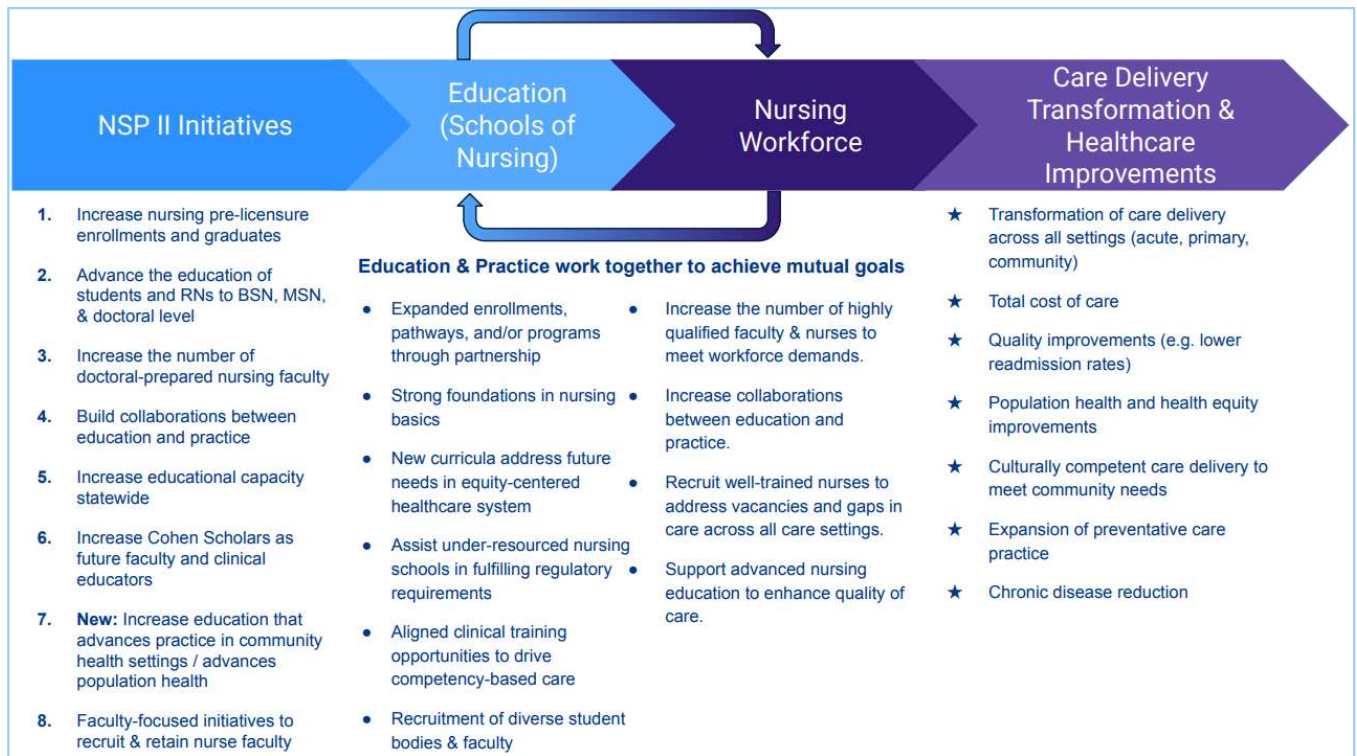 NSP II Initiatives
Education
(Schools of
Nursing)
Nursing
Workforce
Care Delivery
Transformation &
Healthcare
Improvements
1. Increase nursing pre-licensure
enrollments and graduates
2. Advance the education of
students and RNs to BSN, MSN,
& doctoral level
3. Increase the number of
doctoral-prepared nursing faculty
4. Build collaborations between
education and practice
5. Increase educational capacity
statewide
6. Increase Cohen Scholars as
future faculty and clinical
educators
7. New: Increase education that
advances practice in community
health settings / advances
population health
8. Faculty-focused initiatives to
recruit & retain nurse faculty
Education & Practice work together to achieve mutual goals
● Expanded enrollments,
pathways, and/or programs
through partnership
● Strong foundations in nursing
basics
● New curricula address future
needs in equity-centered
healthcare system
● Assist under-resourced nursing
schools in fulfilling regulatory
requirements
● Aligned clinical training
opportunities to drive
competency-based care
● Recruitment of diverse student
bodies & faculty
● Increase the number of highly
qualified faculty & nurses to
meet workforce demands.
● Increase collaborations
between education and
practice.
● Recruit well-trained nurses to
address vacancies and gaps in
care across all care settings.
● Support advanced nursing
education to enhance quality of
care.
★ Transformation of care delivery
across all settings (acute, primary,
community)
★ Total cost of care
★ Quality improvements (e.g. lower
readmission rates)
★ Population health and health equity
improvements
★ Culturally competent care delivery to
meet community needs
★ Expansion of preventative care
practice
★ Chronic disease reduction